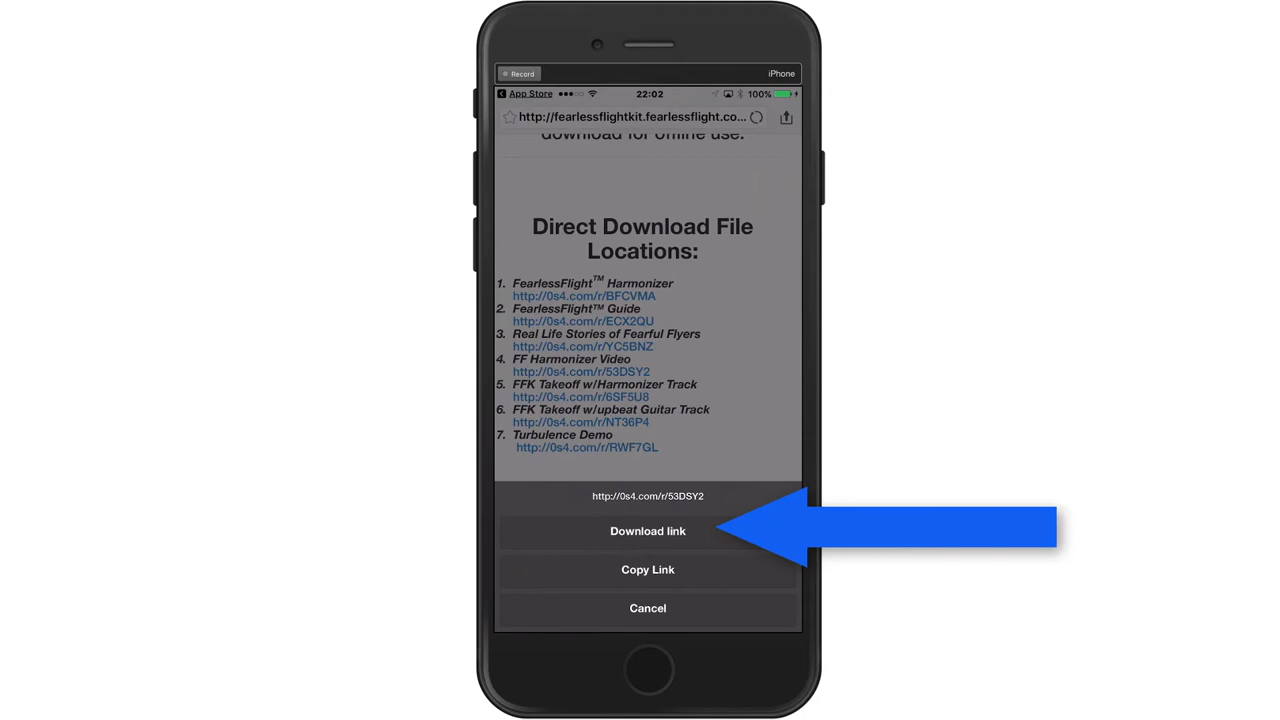 Record
iPhone
App Store 22:02 100%
http://fearlessflightkit.fearlessflight.co...
download for offline use.
Direct Download File
Locations:
1. FearlessFlight™ Harmonizer
http://0s4.com/r/BFCVMA
2. FearlessFlight™ Guide
http://0s4.com/r/ECX2QU
3. Real Life Stories of Fearful Flyers
http://0s4.com/r/YC5BNZ
4. FF Harmonizer Video
http://0s4.com/r/53DSY2
5. FFK Takeoff w/Harmonizer Track
http://0s4.com/r/6SF5U8
6. FFK Takeoff w/upbeat Guitar Track
http://0s4.com/r/NT36P4
7. Turbulence Demo
http://0s4.com/r/RWF7GL
http://0s4.com/r/53DSY2
Download link
Copy Link
Cancel